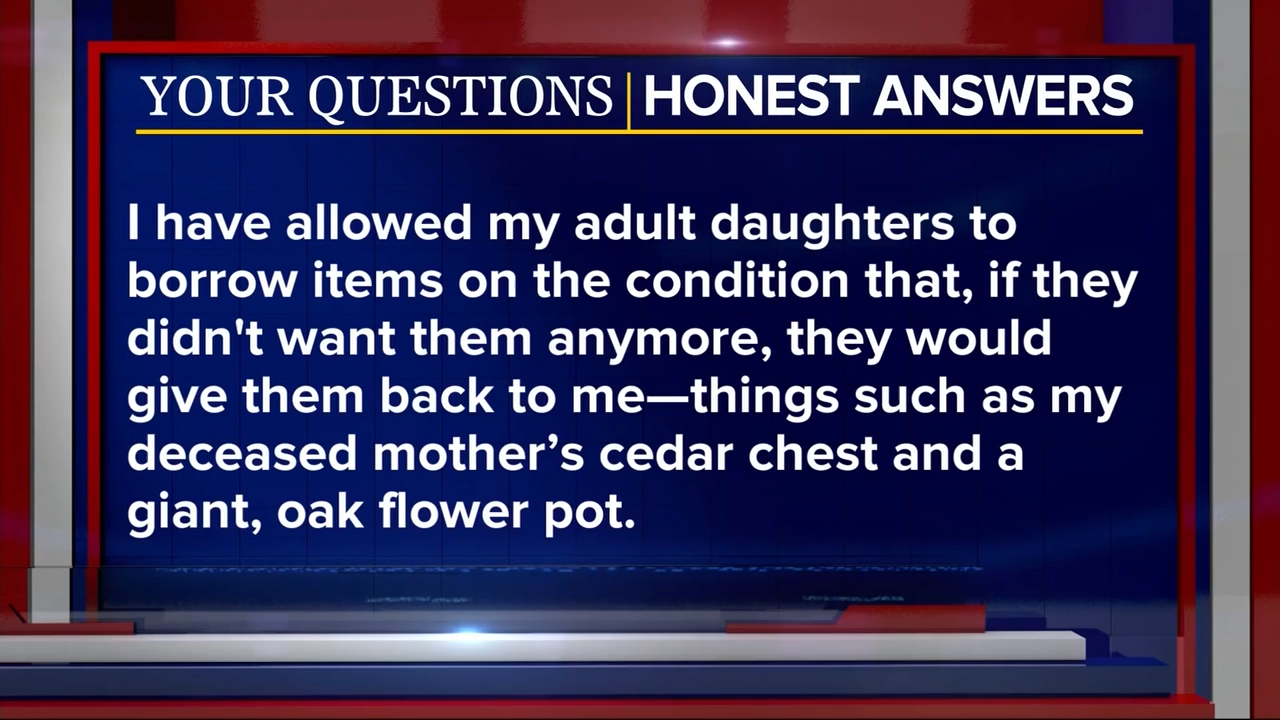 YOUR QUESTIONS | HONEST ANSWERS
I have allowed my adult daughters to
borrow items on the condition that, if they
didn't want them anymore, they would
give them back to me—things such as my
deceased mother’s cedar chest and a
giant, oak flower pot.